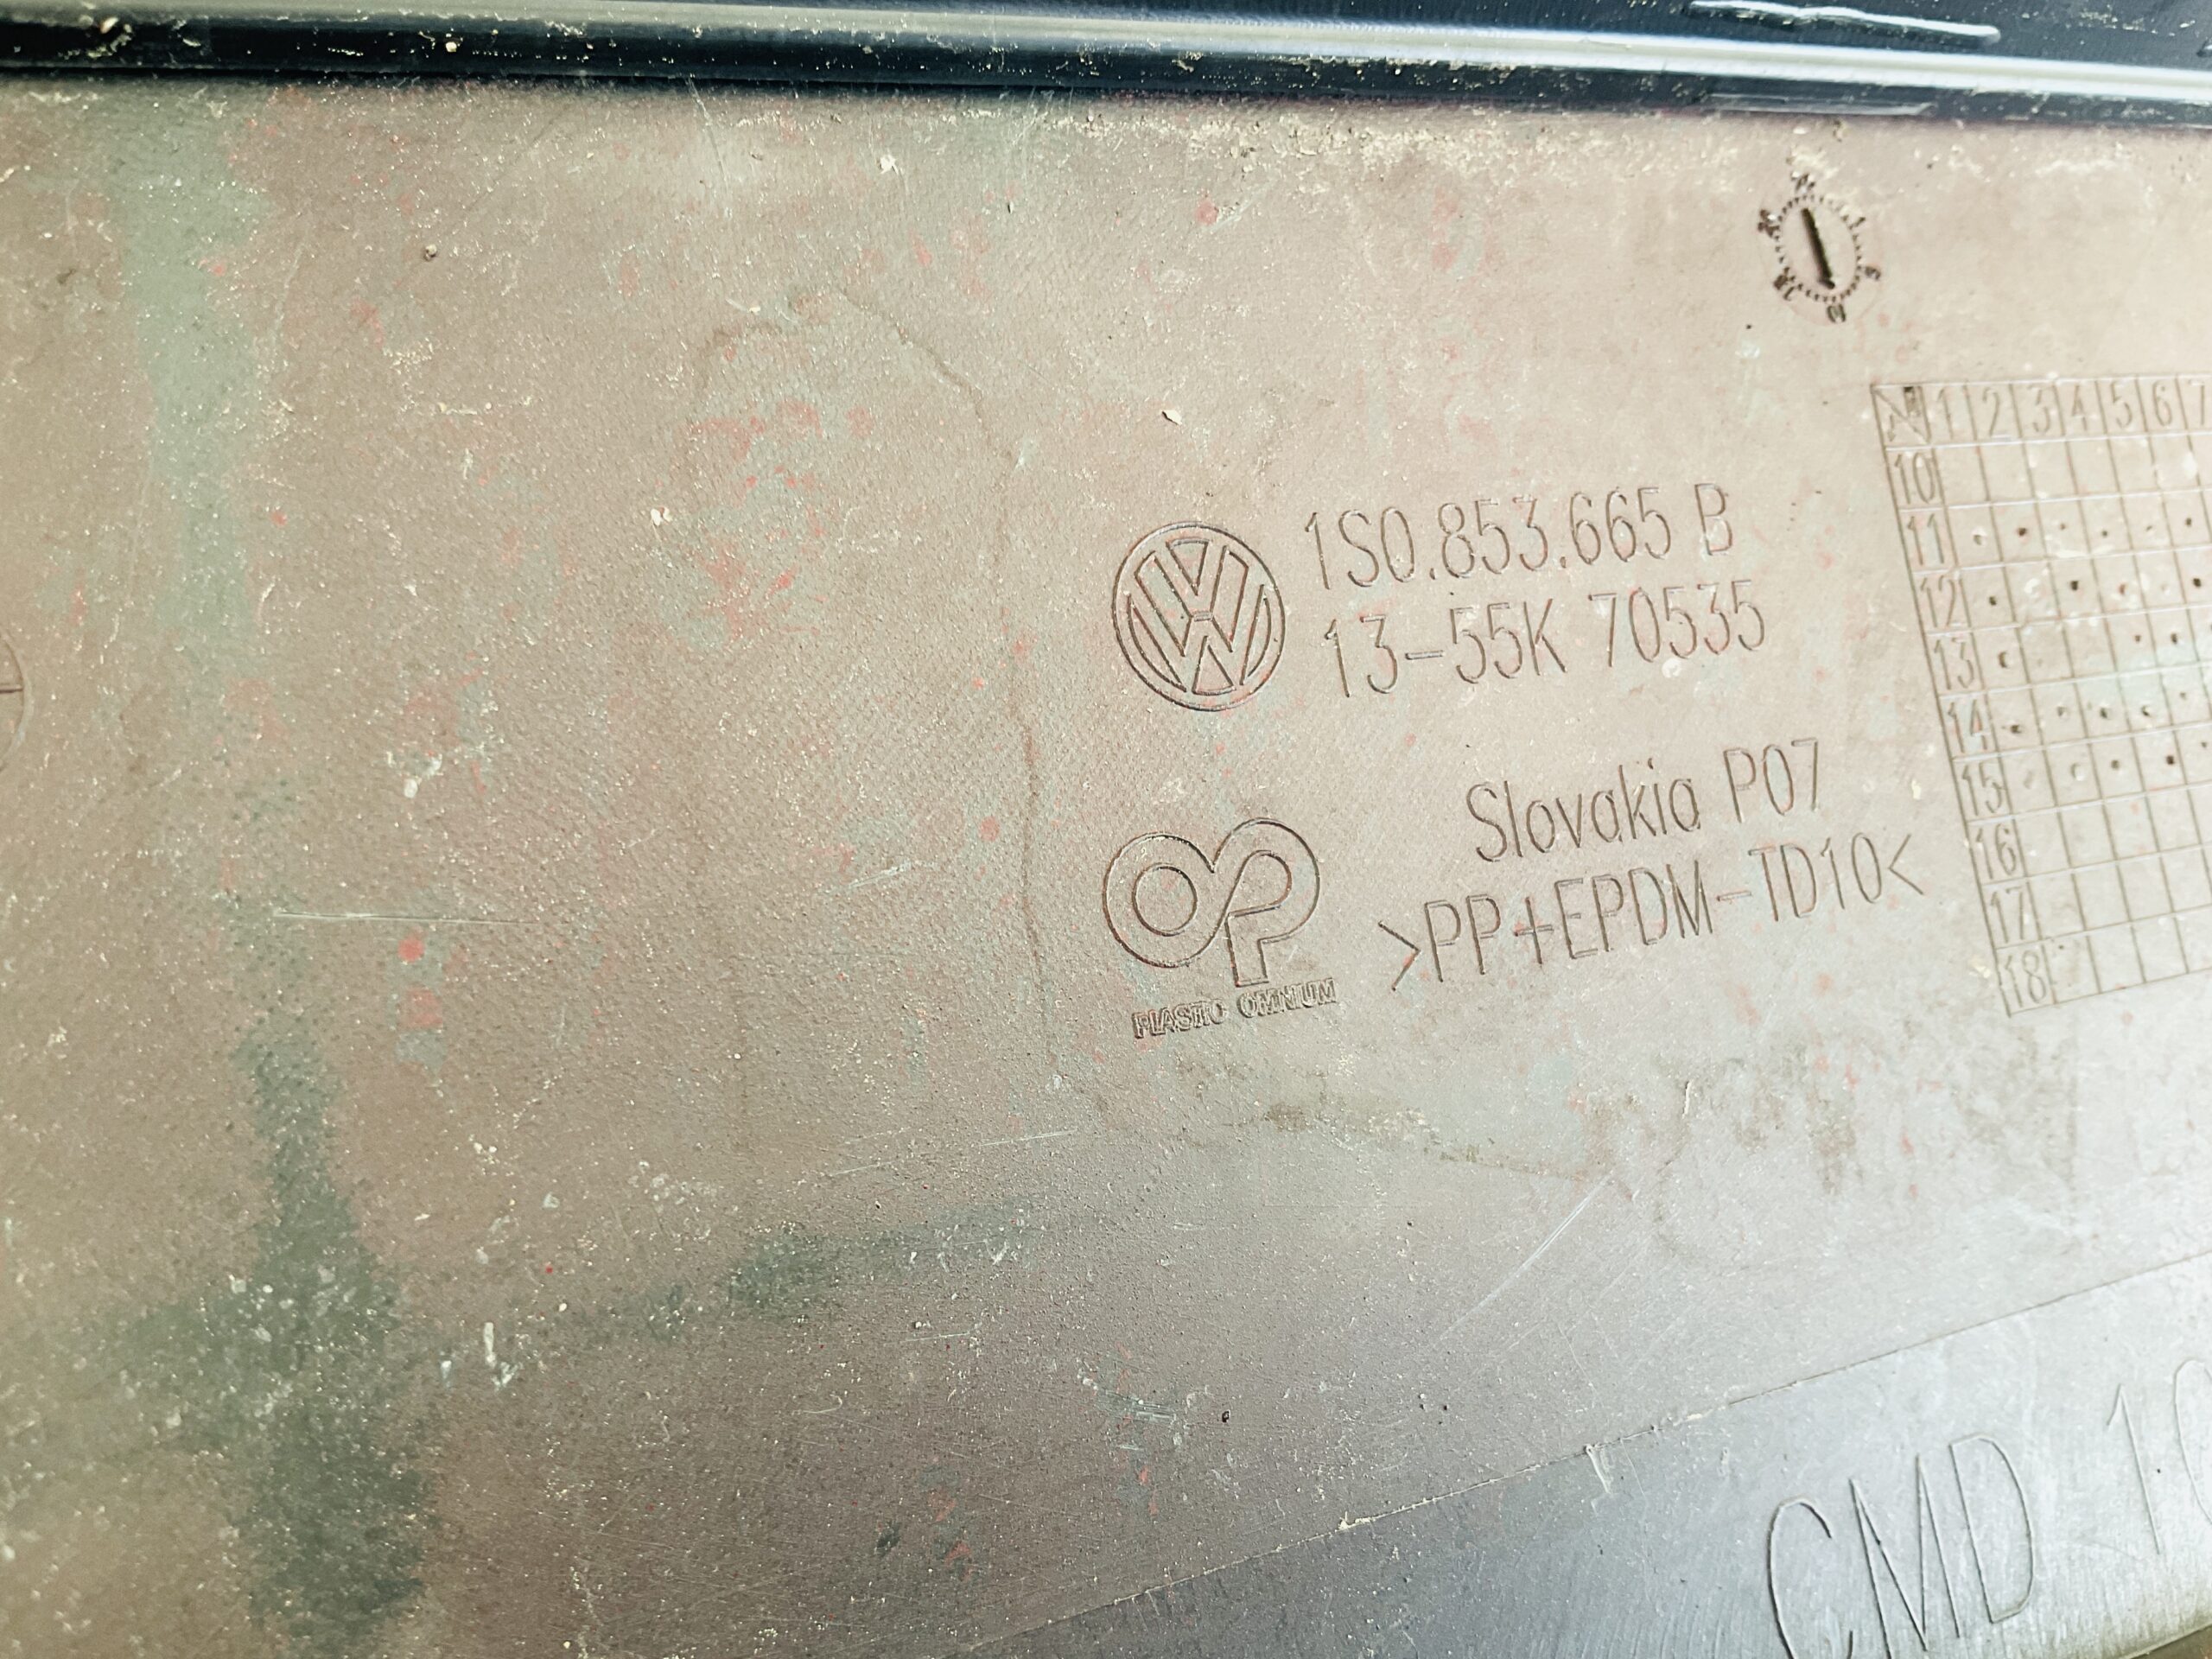 1S0.853.665 B
13-55K 70535
Slovakia P07
>PP+EPDM-TD10<
PLASTIC OMNIUM
1 2 3 4 5 6 7
10
11
12
13
14
15
16
17
18
CMD